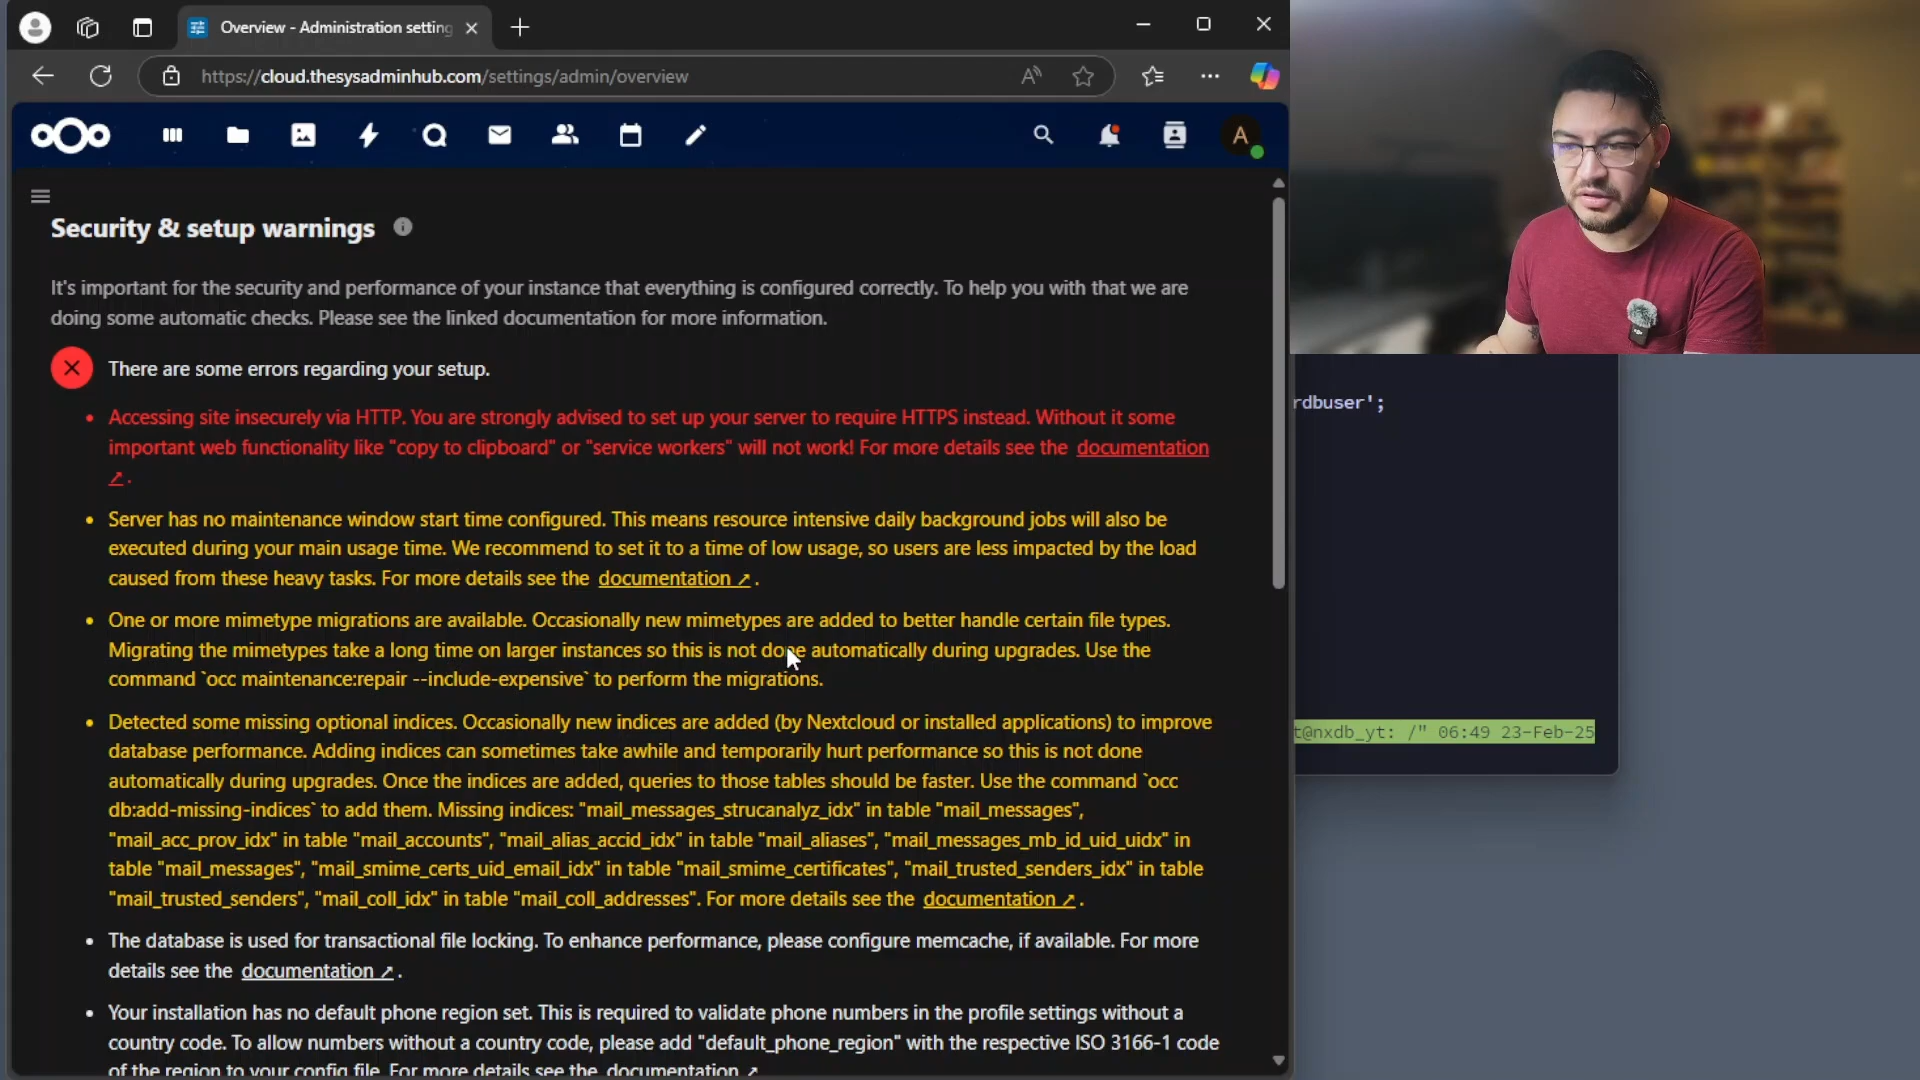 Overview - Administration setting
https://cloud.thesysadminhub.com/settings/admin/overview
A
Security & setup warnings
It's important for the security and performance of your instance that everything is configured correctly. To help you with that we are
doing some automatic checks. Please see the linked documentation for more information.
There are some errors regarding your setup.
Accessing site insecurely via HTTP. You are strongly advised to set up your server to require HTTPS instead. Without it some
important web functionality like "copy to clipboard" or "service workers" will not work! For more details see the documentation
↗.
Server has no maintenance window start time configured. This means resource intensive daily background jobs will also be
executed during your main usage time. We recommend to set it to a time of low usage, so users are less impacted by the load
caused from these heavy tasks. For more details see the documentation ↗.
One or more mimetype migrations are available. Occasionally new mimetypes are added to better handle certain file types.
Migrating the mimetypes take a long time on larger instances so this is not done automatically during upgrades. Use the
command `occ maintenance:repair --include-expensive` to perform the migrations.
Detected some missing optional indices. Occasionally new indices are added (by Nextcloud or installed applications) to improve
database performance. Adding indices can sometimes take awhile and temporarily hurt performance so this is not done
automatically during upgrades. Once the indices are added, queries to those tables should be faster. Use the command `occ
db:add-missing-indices` to add them. Missing indices: "mail_messages_strucanalyz_idx" in table "mail_messages",
"mail_acc_prov_idx" in table "mail_accounts", "mail_alias_accid_idx" in table "mail_aliases", "mail_messages_mb_id_uid_uidx" in
table "mail_messages", "mail_smime_certs_uid_email_idx" in table "mail_smime_certificates", "mail_trusted_senders_idx" in table
"mail_trusted_senders", "mail_coll_idx" in table "mail_coll_addresses". For more details see the documentation ↗.
The database is used for transactional file locking. To enhance performance, please configure memcache, if available. For more
details see the documentation ↗.
Your installation has no default phone region set. This is required to validate phone numbers in the profile settings without a
country code. To allow numbers without a country code, please add "default_phone_region" with the respective ISO 3166-1 code
of the region to your config file. For more details see the documentation ↗
rdbuser';
t@nxdb_yt: /" 06:49 23-Feb-25